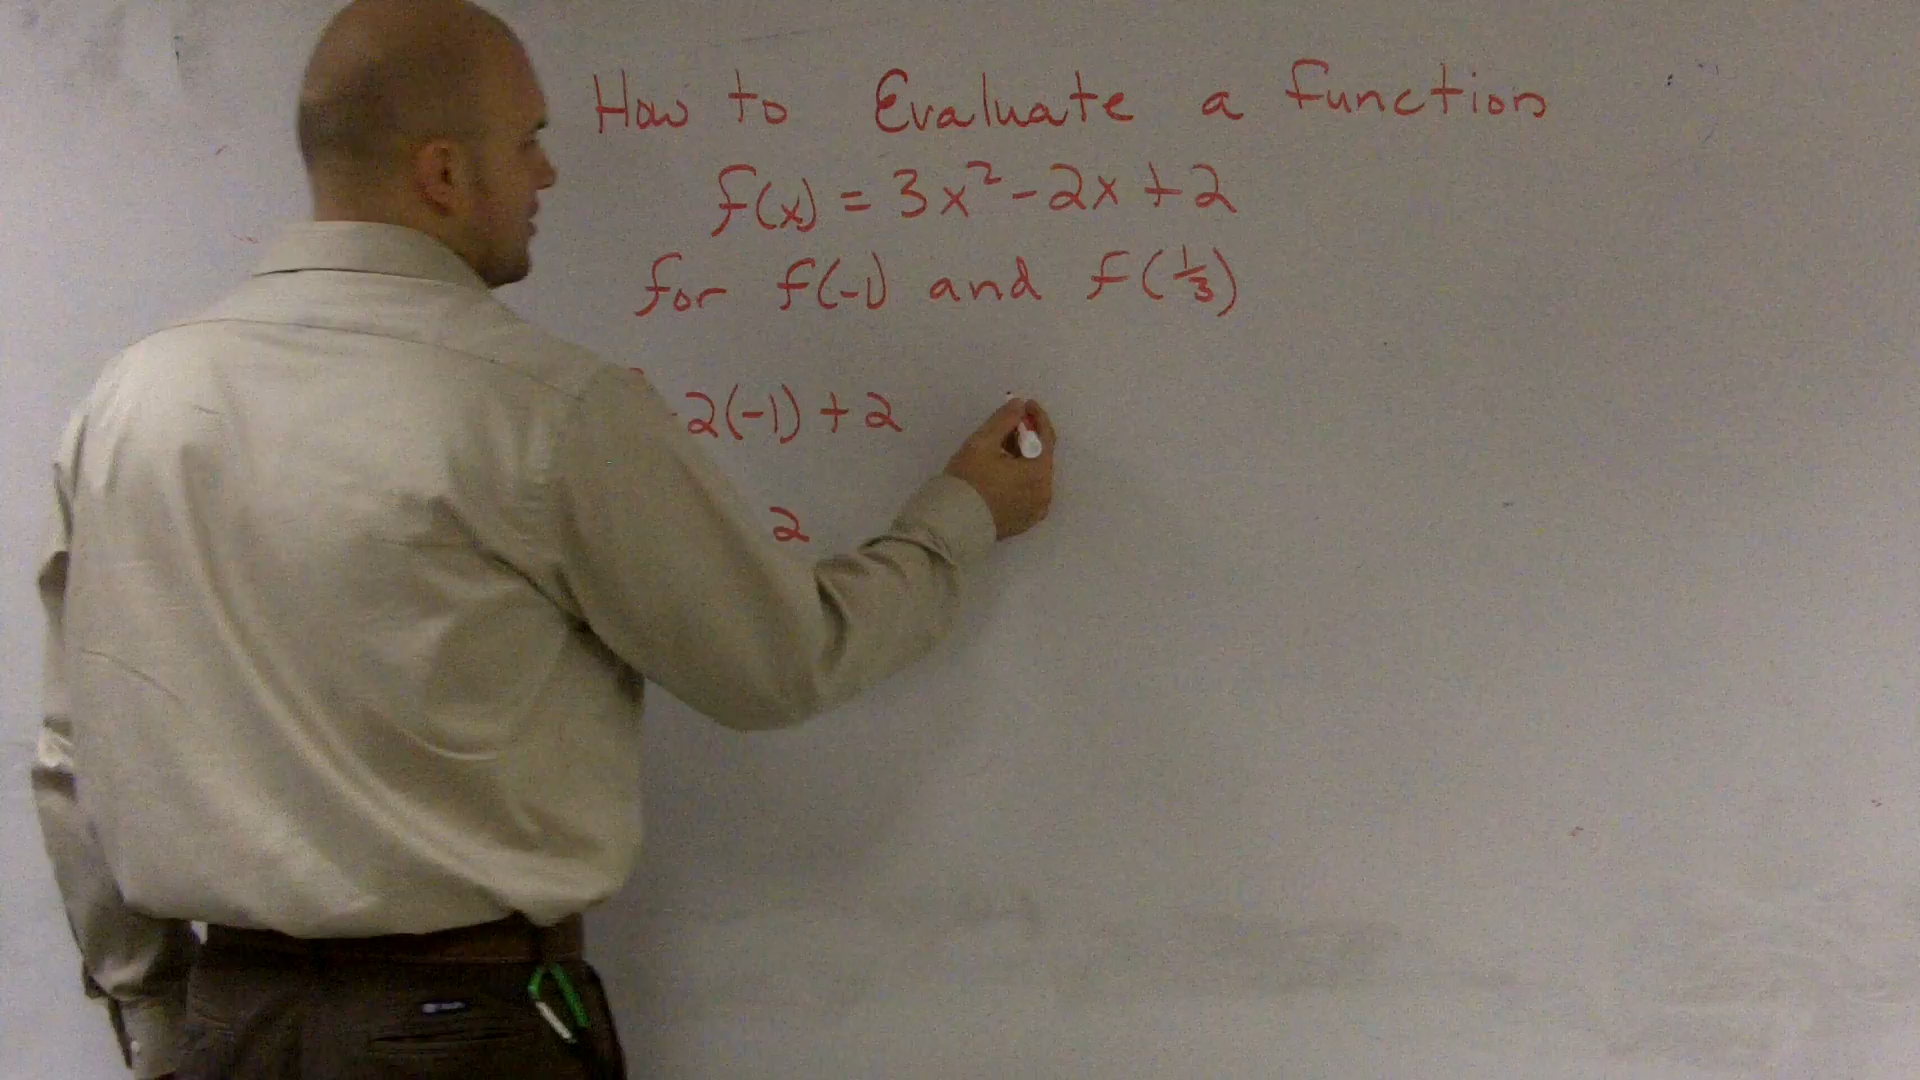 How to Evaluate a function
f(x) = 3x² - 2x + 2
for f(-1) and f(1/3)
-2(-1) + 2
2